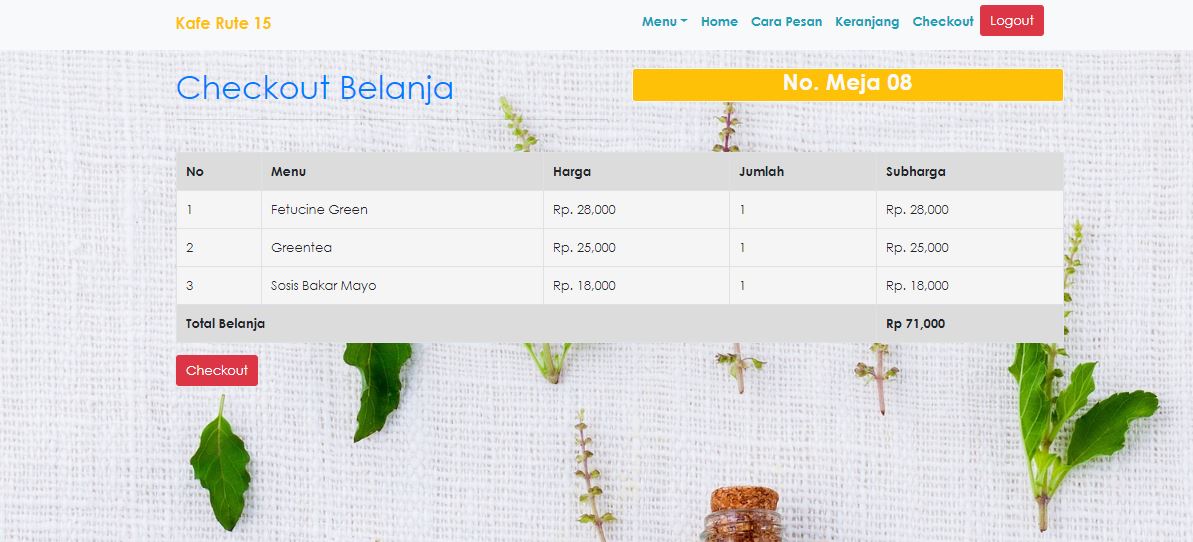 Kafe Rute 15 Menu Home Cara Pesan Keranjang Checkout Logout
Checkout Belanja No. Meja 08
No Menu Harga Jumlah Subharga
1 Fetucine Green Rp. 28,000 1 Rp. 28,000
2 Greentea Rp. 25,000 1 Rp. 25,000
3 Sosis Bakar Mayo Rp. 18,000 1 Rp. 18,000
Total Belanja Rp 71,000
Checkout